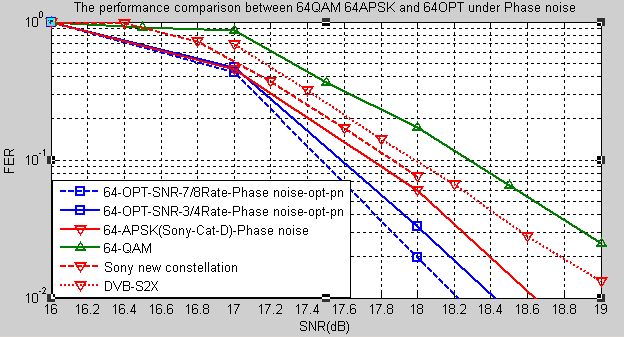 The performance comparison between 64QAM 64APSK and 64OPT under Phase noise
10^0
10^-1
10^-2
FER
64-OPT-SNR-7/8Rate-Phase noise-opt-pn
64-OPT-SNR-3/4Rate-Phase noise-opt-pn
64-APSK(Sony-Cat-D)-Phase noise
64-QAM
Sony new constellation
DVB-S2X
16 16.2 16.4 16.6 16.8 17 17.2 17.4 17.6 17.8 18 18.2 18.4 18.6 18.8 19
SNR(dB)